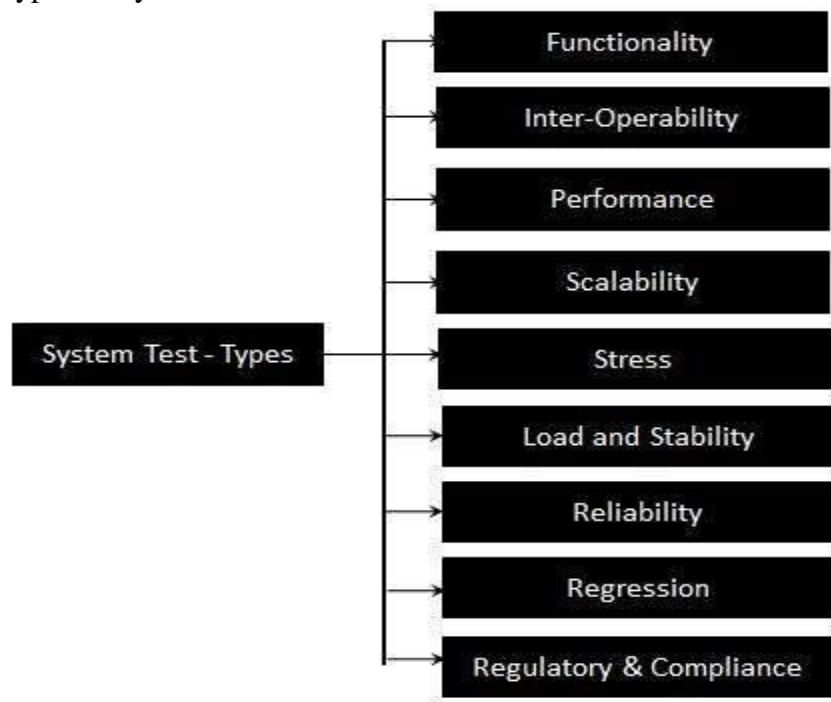 Functionality
Inter-Operability
Performance
Scalability
System Test - Types
Stress
Load and Stability
Reliability
Regression
Regulatory & Compliance